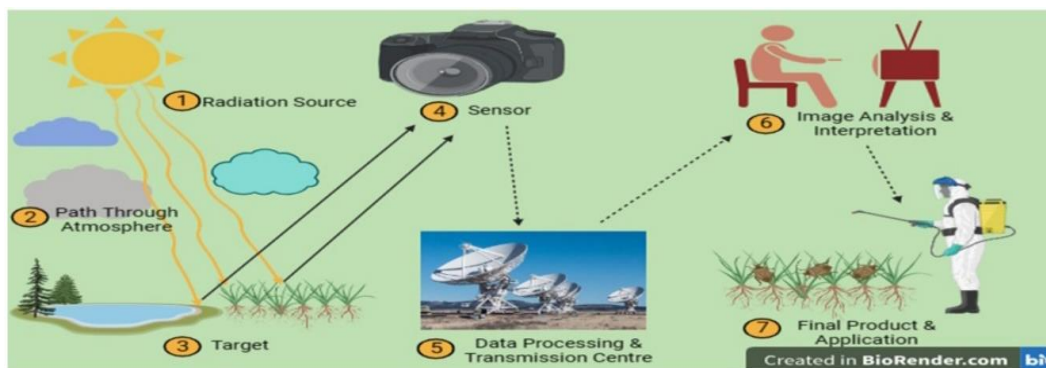 1 Radiation Source
2 Path Through
Atmosphere
3 Target
4 Sensor
5 Data Processing &
Transmission Centre
6 Image Analysis &
Interpretation
7 Final Product &
Application
Created in BioRender.com